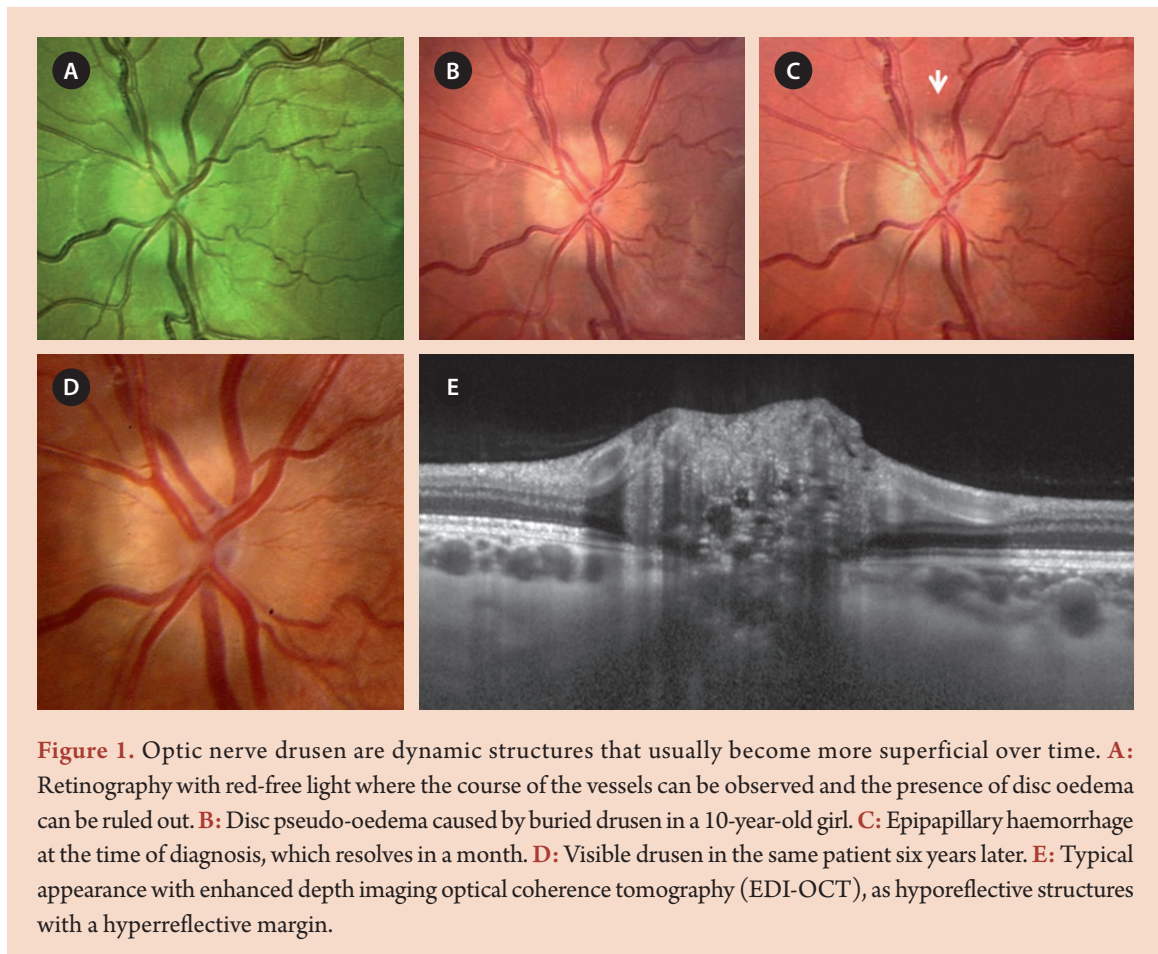 A
B
C
D
E
Figure 1. Optic nerve drusen are dynamic structures that usually become more superficial over time. A:
Retinography with red-free light where the course of the vessels can be observed and the presence of disc oedema
can be ruled out. B: Disc pseudo-oedema caused by buried drusen in a 10-year-old girl. C: Epipapillary haemorrhage
at the time of diagnosis, which resolves in a month. D: Visible drusen in the same patient six years later. E: Typical
appearance with enhanced depth imaging optical coherence tomography (EDI-OCT), as hyporeflective structures
with a hyperreflective margin.